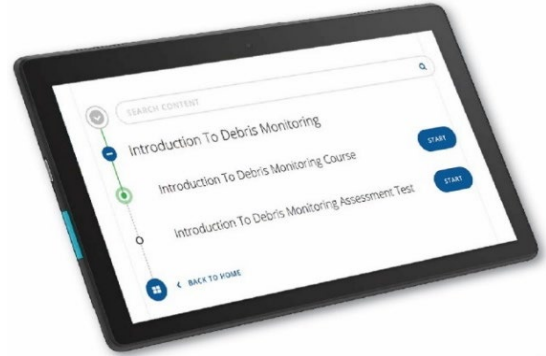 SEARCH CONTENT
Introduction To Debris Monitoring
Introduction To Debris Monitoring Course
START
Introduction To Debris Monitoring Assessment Test
START
BACK TO HOME